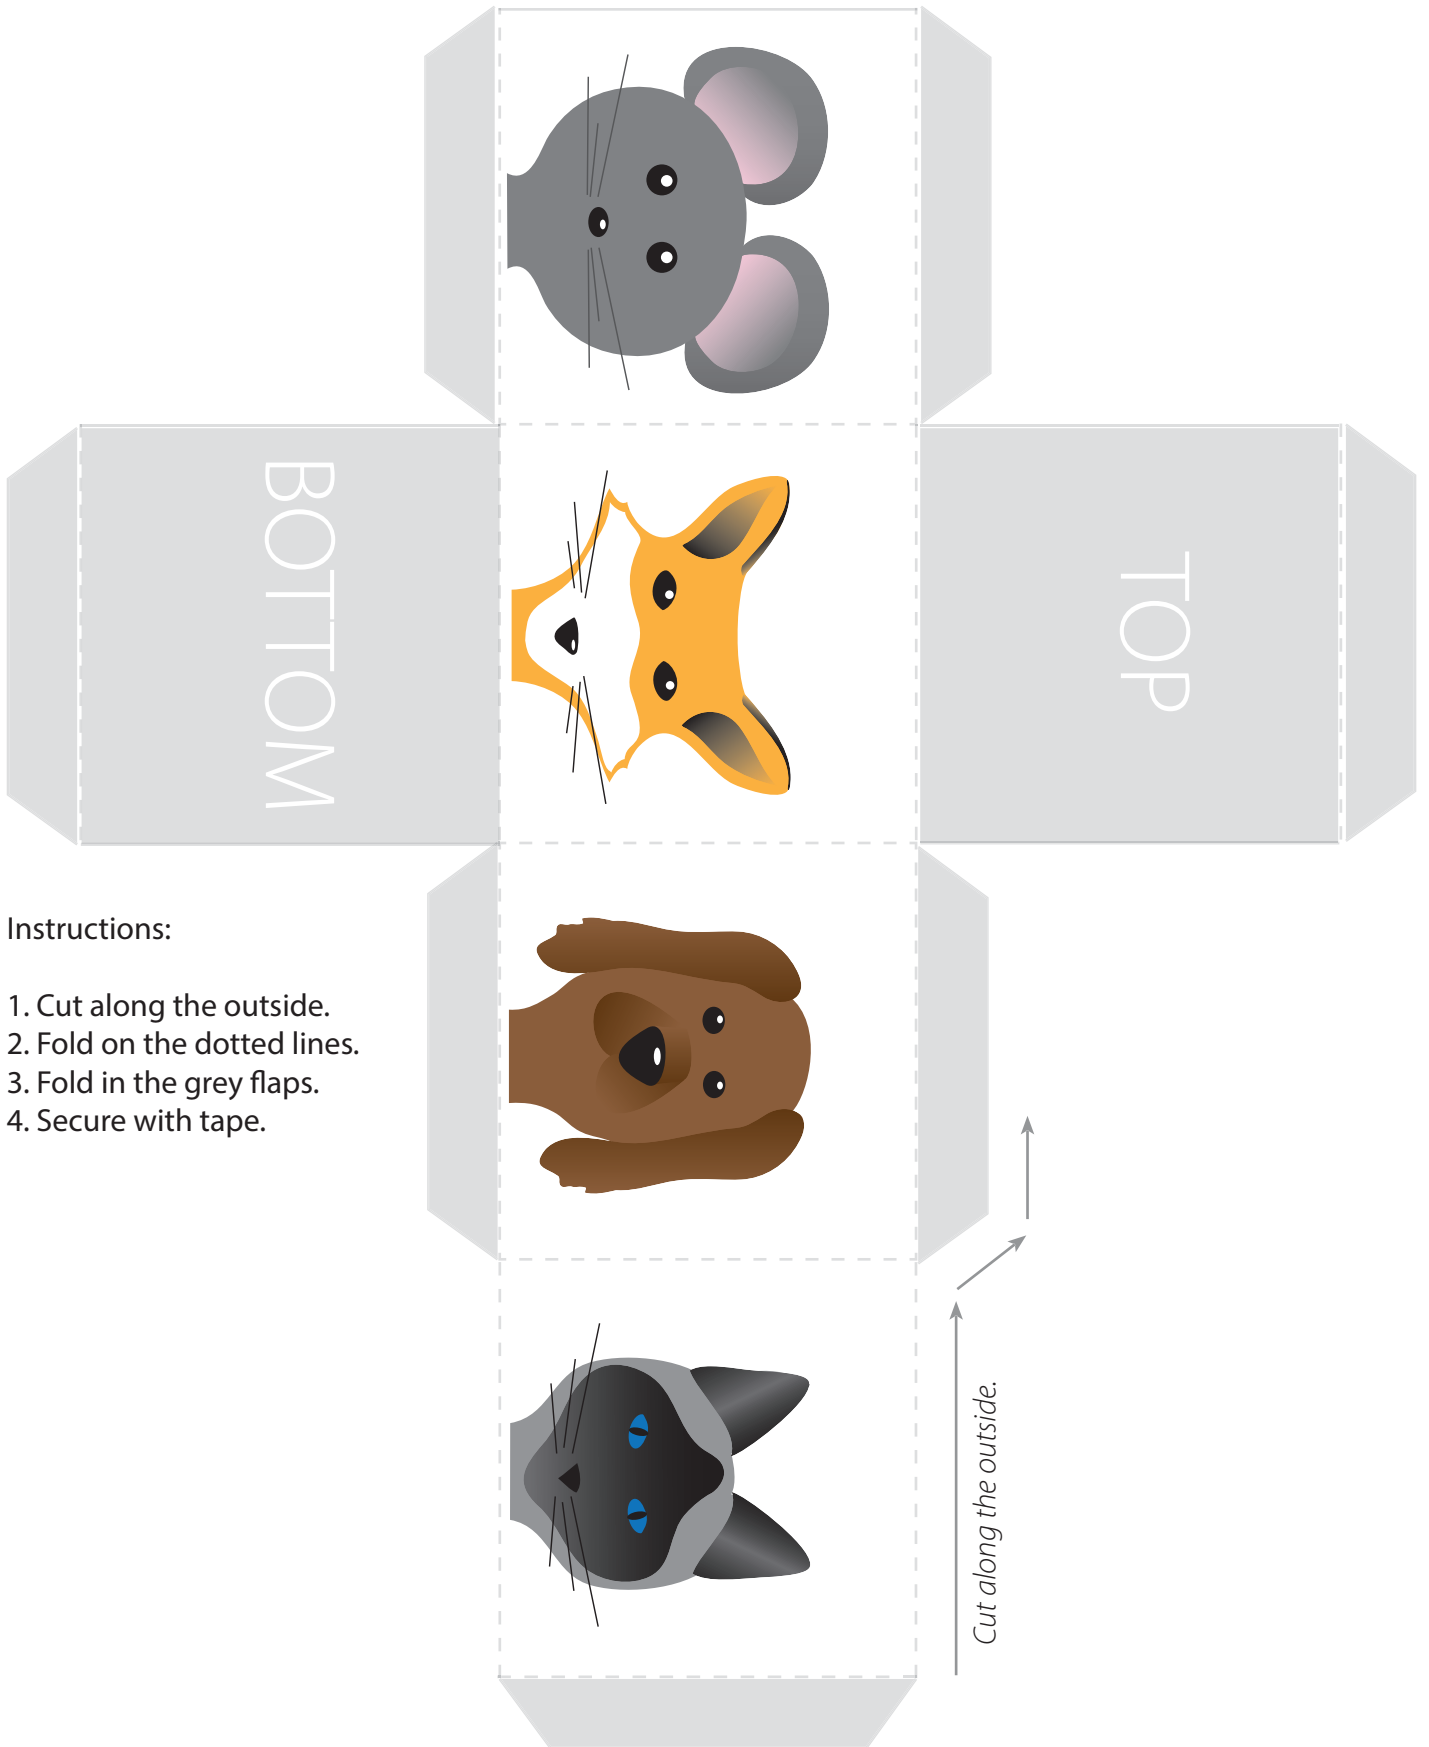 BOTTOM
TOP
Instructions:
1. Cut along the outside.
2. Fold on the dotted lines.
3. Fold in the grey flaps.
4. Secure with tape.
Cut along the outside.